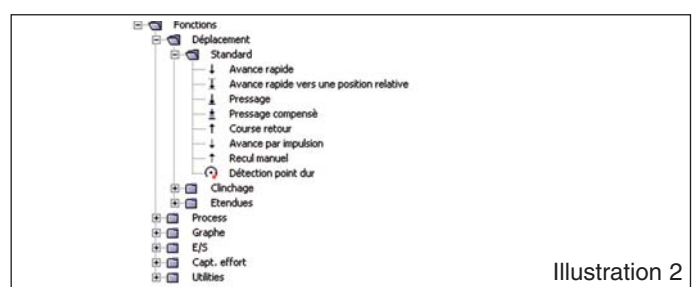 Fonctions
Déplacement
Standard
Avance rapide
Avance rapide vers une position relative
Pressage
Pressage compensè
Course retour
Avance par impulsion
Recul manuel
Détection point dur
Clinchage
Etendues
Process
Graphe
E/S
Capt. effort
Utilities
Illustration 2